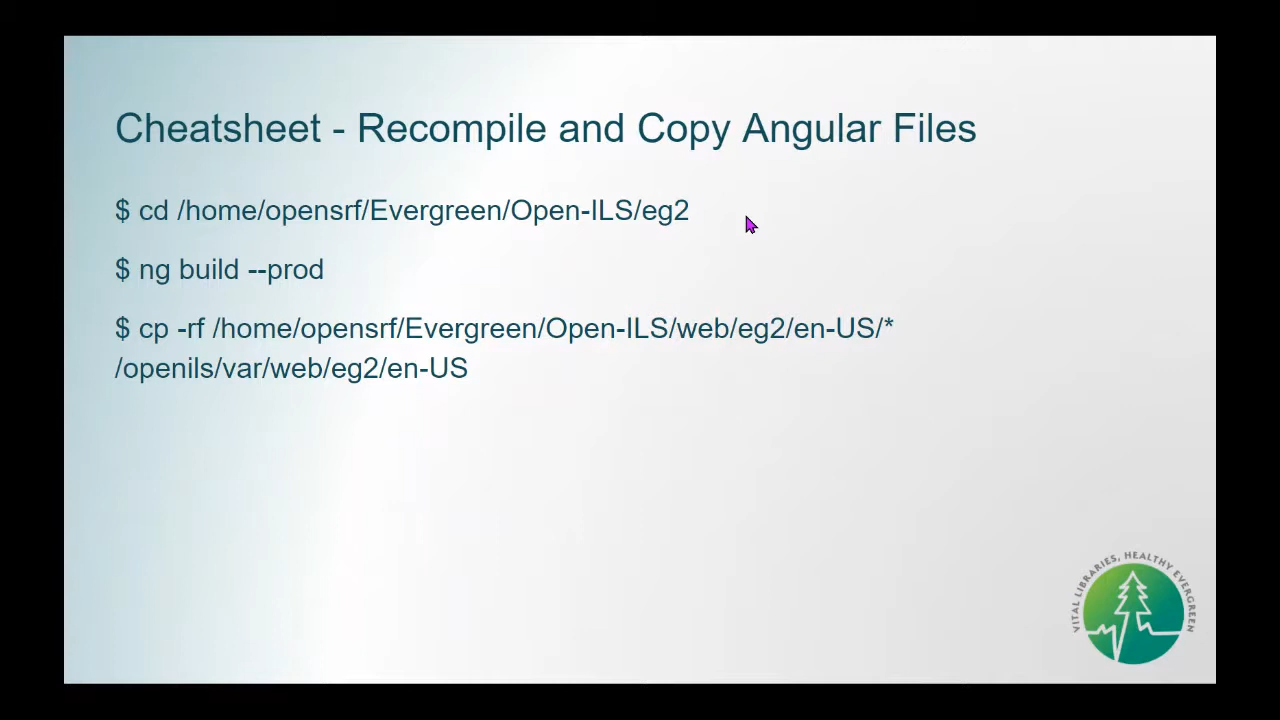 Cheatsheet - Recompile and Copy Angular Files
$ cd /home/opensrf/Evergreen/Open-ILS/eg2
$ ng build --prod
$ cp -rf /home/opensrf/Evergreen/Open-ILS/web/eg2/en-US/*
/openils/var/web/eg2/en-US
VITAL LIBRARIES, HEALTHY EVERGREEN